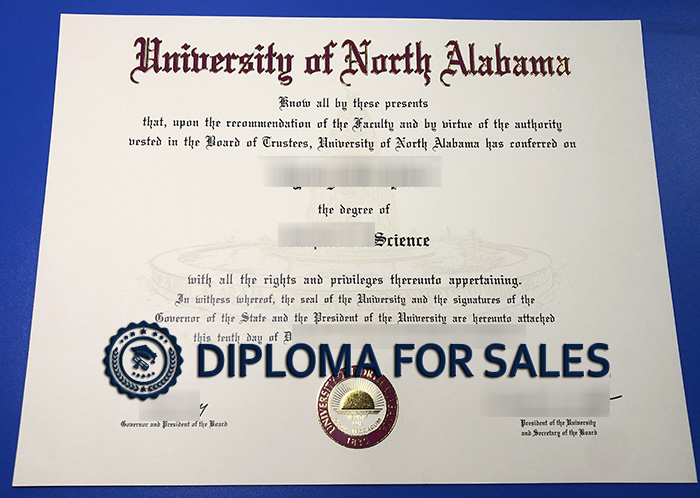 University of North Alabama
Know all by these presents
that, upon the recommendation of the Faculty and by virtue of the authority
vested in the Board of Trustees, University of North Alabama has conferred on
the degree of
Science
with all the rights and privileges thereunto appertaining.
In witness whereof, the seal of the University and the signatures of the
Governor of the State and the President of the University are hereunto attached
this tenth day of D
DIPLOMA FOR SALES
Governor and President of the Board
President of the University
and Secretary of the Board